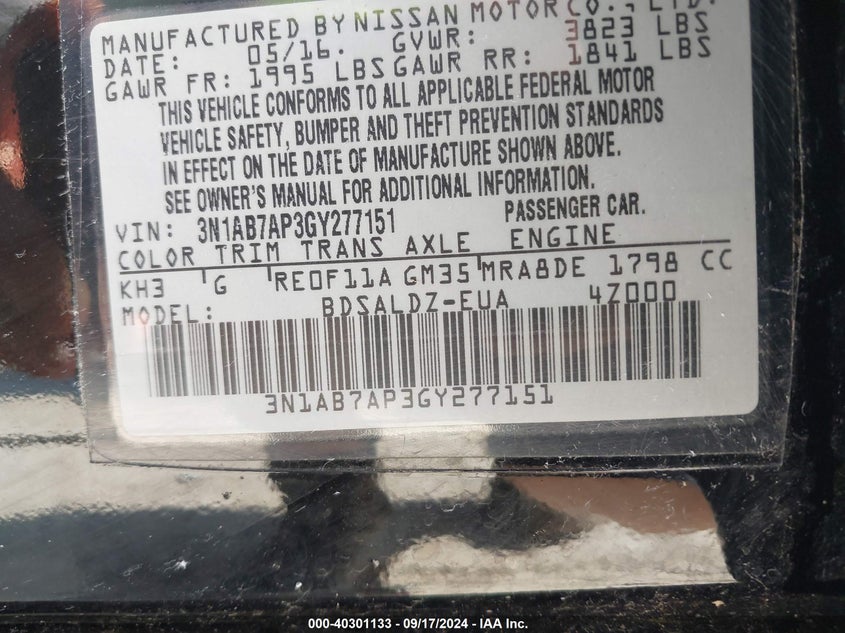 MANUFACTURED BY NISSAN MOTOR CO., LTD.
DATE: 05/16. GVWR: 3823 LBS
GAWR FR: 1995 LBS GAWR RR: 1841 LBS
THIS VEHICLE CONFORMS TO ALL APPLICABLE FEDERAL MOTOR
VEHICLE SAFETY, BUMPER AND THEFT PREVENTION STANDARDS
IN EFFECT ON THE DATE OF MANUFACTURE SHOWN ABOVE.
SEE OWNER'S MANUAL FOR ADDITIONAL INFORMATION.
VIN: 3N1AB7AP3GY277151 PASSENGER CAR.
COLOR TRIM TRANS AXLE ENGINE
KH3 G RE0F11A GM35 MRA8DE 1798 CC
MODEL: BDSALDZ-EUA 4Z000
3N1AB7AP3GY277151
000-40301133 - 09/17/2024 - IAA Inc.